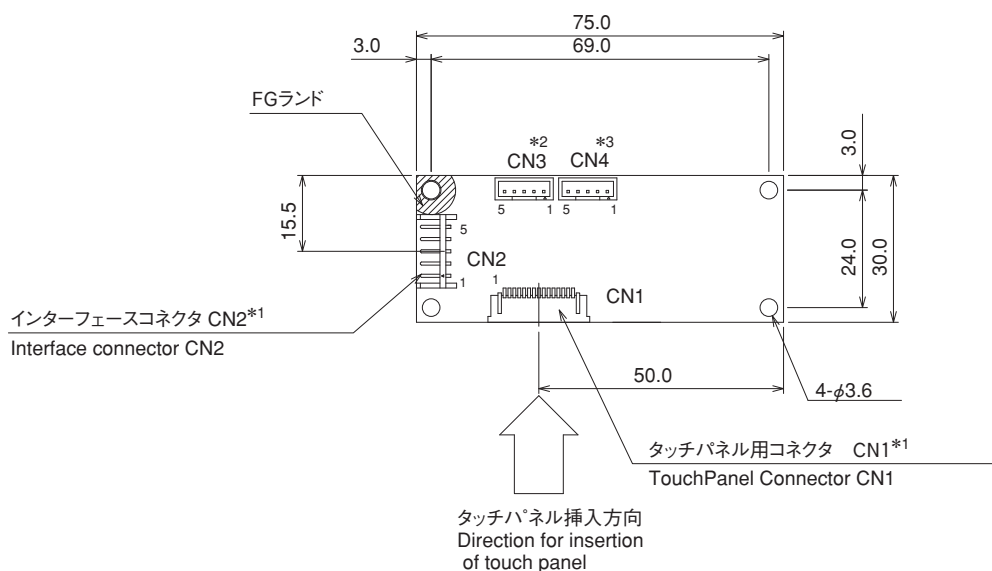 75.0
3.0
69.0
FGランド
3.0
*2
*3
CN3
CN4
5
1
5
1
15.5
5
CN2
1
1
CN1
24.0
30.0
インターフェースコネクタ CN2*1
Interface connector CN2
50.0
4-φ3.6
タッチパネル用コネクタ CN1*1
TouchPanel Connector CN1
タッチパネル挿入方向
Direction for insertion
of touch panel